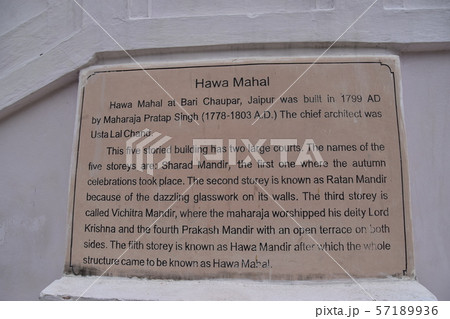 Hawa Mahal
Hawa Mahal at Bari Chaupar, Jaipur was built in 1799 AD
by Maharaja Pratap Singh (1778-1803 A.D.) The chief architect was
Usta Lal Chand.
This five storied building has two large courts. The names of the
five storeys are: Sharad Mandir, the first one where the autumn
celebrations took place. The second storey is known as Ratan Mandir
because of the dazzling glasswork on its walls. The third storey is
called Vichitra Mandir, where the maharaja worshipped his deity Lord
Krishna and the fourth Prakash Mandir with an open terrace on both
sides. The fifth storey is known as Hawa Mandir after which the whole
structure came to be known as Hawa Mahal.
PIXTA
pixta.jp - 57189936